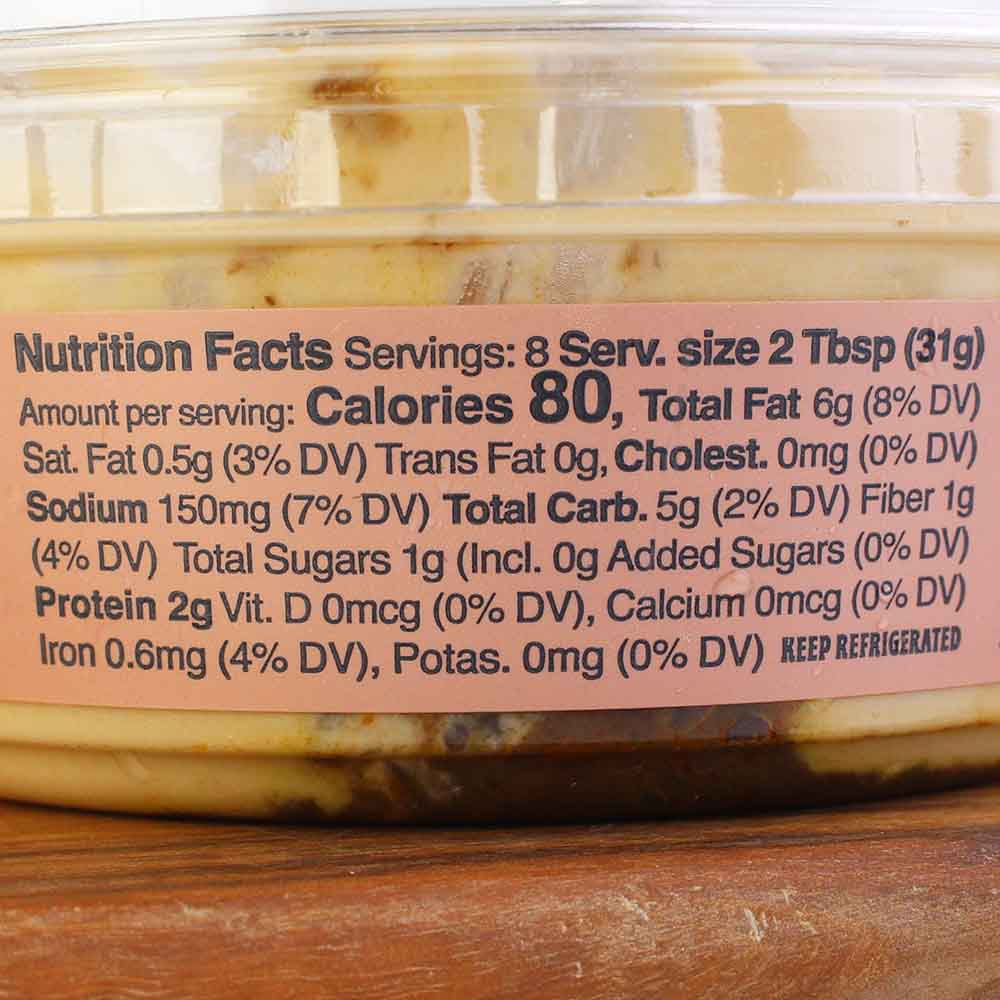 Nutrition Facts Servings: 8 Serv. size 2 Tbsp (31g)
Amount per serving: Calories 80, Total Fat 6g (8% DV)
Sat. Fat 0.5g (3% DV) Trans Fat 0g, Cholest. 0mg (0% DV)
Sodium 150mg (7% DV) Total Carb. 5g (2% DV) Fiber 1g
(4% DV) Total Sugars 1g (Incl. 0g Added Sugars (0% DV)
Protein 2g Vit. D 0mcg (0% DV), Calcium 0mcg (0% DV)
Iron 0.6mg (4% DV), Potas. 0mg (0% DV) KEEP REFRIGERATED